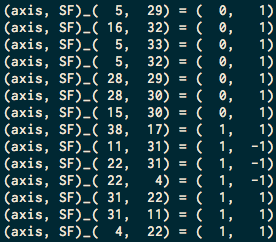 (axis, SF)_(  5,  29) = (  0,   1)
(axis, SF)_( 16,  32) = (  0,   1)
(axis, SF)_(  5,  33) = (  0,   1)
(axis, SF)_(  5,  32) = (  0,   1)
(axis, SF)_( 28,  29) = (  0,   1)
(axis, SF)_( 28,  30) = (  0,   1)
(axis, SF)_( 15,  30) = (  0,   1)
(axis, SF)_( 38,  17) = (  1,   1)
(axis, SF)_( 11,  31) = (  1,  -1)
(axis, SF)_( 22,  31) = (  1,  -1)
(axis, SF)_( 22,   4) = (  1,  -1)
(axis, SF)_( 31,  22) = (  1,   1)
(axis, SF)_( 31,  11) = (  1,   1)
(axis, SF)_(  4,  22) = (  1,   1)